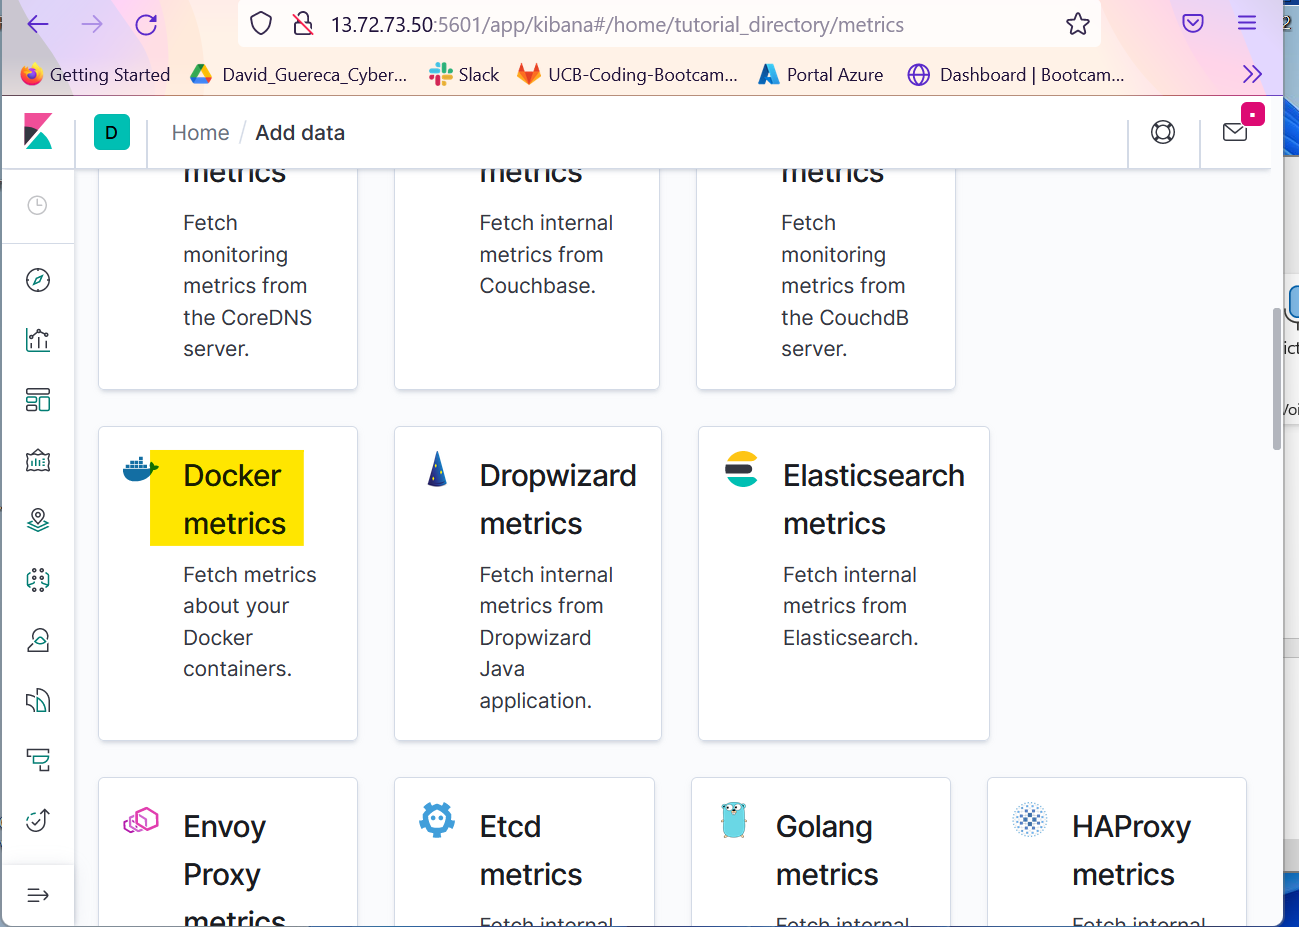 13.72.73.50:5601/app/kibana#/home/tutorial_directory/metrics
Getting Started David_Guereca_Cyber... Slack UCB-Coding-Bootcam... Portal Azure Dashboard | Bootcam...
D Home / Add data
metrics metrics metrics
Fetch
monitoring
metrics from
the CoreDNS
server.
Fetch internal
metrics from
Couchbase.
Fetch
monitoring
metrics from
the CouchdB
server.
Docker
metrics
Fetch metrics
about your
Docker
containers.
Dropwizard
metrics
Fetch internal
metrics from
Dropwizard
Java
application.
Elasticsearch
metrics
Fetch internal
metrics from
Elasticsearch.
Envoy
Proxy
metrics
Etcd
metrics
Fetch internal
Golang
metrics
Fetch internal
HAProxy
metrics
Fetch internal